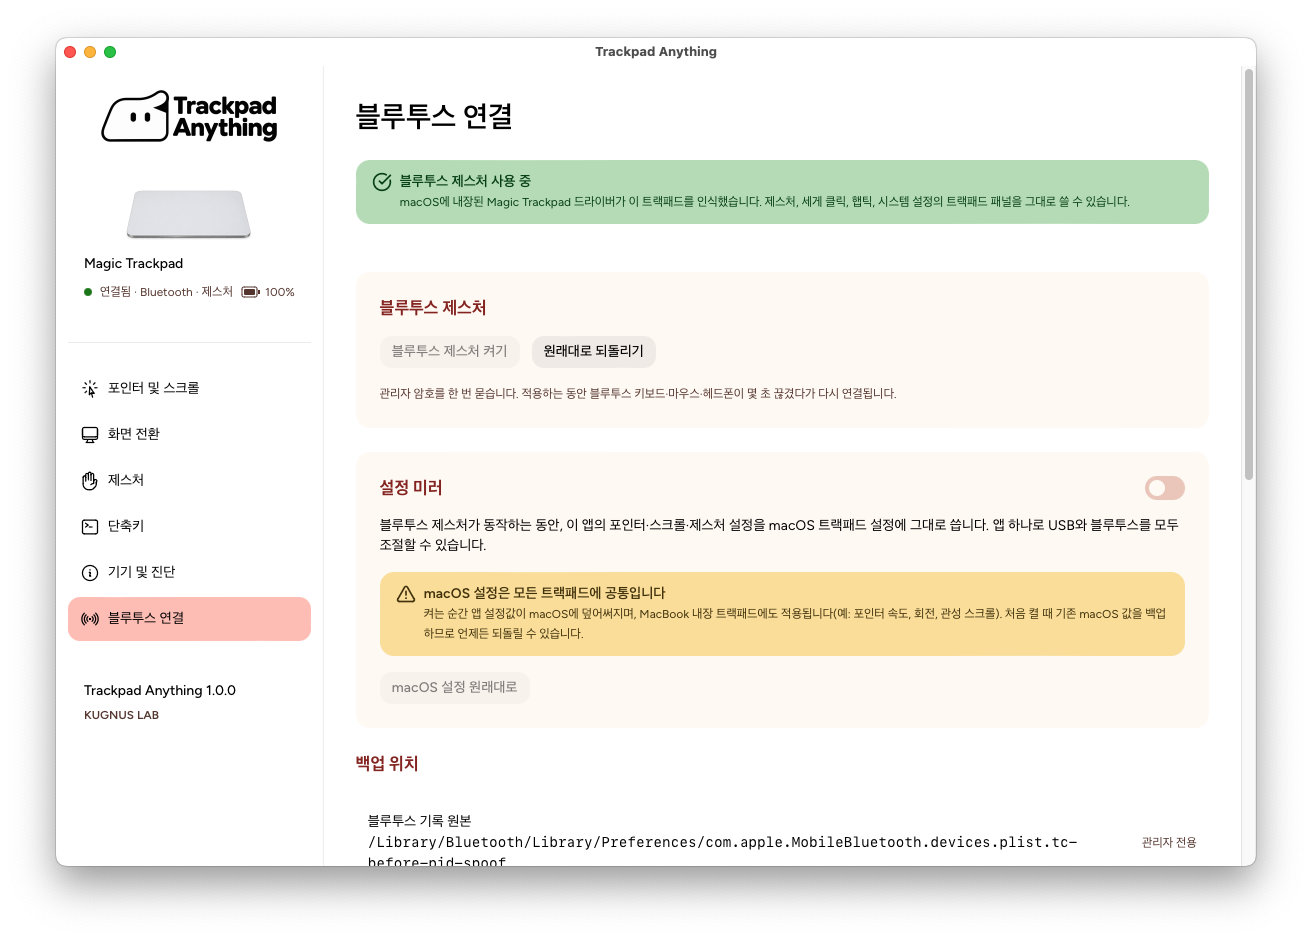 Trackpad Anything
Trackpad
Anything
Magic Trackpad
연결됨 · Bluetooth · 제스처 100%
포인터 및 스크롤
화면 전환
제스처
단축키
기기 및 진단
블루투스 연결
Trackpad Anything 1.0.0
KUGNUS LAB
블루투스 연결
블루투스 제스처 사용 중
macOS에 내장된 Magic Trackpad 드라이버가 이 트랙패드를 인식했습니다. 제스처, 세게 클릭, 햅틱, 시스템 설정의 트랙패드 패널을 그대로 쓸 수 있습니다.
블루투스 제스처
블루투스 제스처 켜기
원래대로 되돌리기
관리자 암호를 한 번 묻습니다. 적용하는 동안 블루투스 키보드·마우스·헤드폰이 몇 초 끊겼다가 다시 연결됩니다.
설정 미러
블루투스 제스처가 동작하는 동안, 이 앱의 포인터·스크롤·제스처 설정을 macOS 트랙패드 설정에 그대로 씁니다. 앱 하나로 USB와 블루투스를 모두
조절할 수 있습니다.
macOS 설정은 모든 트랙패드에 공통입니다
켜는 순간 앱 설정값이 macOS에 덮어써지며, MacBook 내장 트랙패드에도 적용됩니다(예: 포인터 속도, 회전, 관성 스크롤). 처음 켤 때 기존 macOS 값을 백업
하므로 언제든 되돌릴 수 있습니다.
macOS 설정 원래대로
백업 위치
블루투스 기록 원본
/Library/Bluetooth/Library/Preferences/com.apple.MobileBluetooth.devices.plist.tc-
before-pid-spoof
관리자 전용